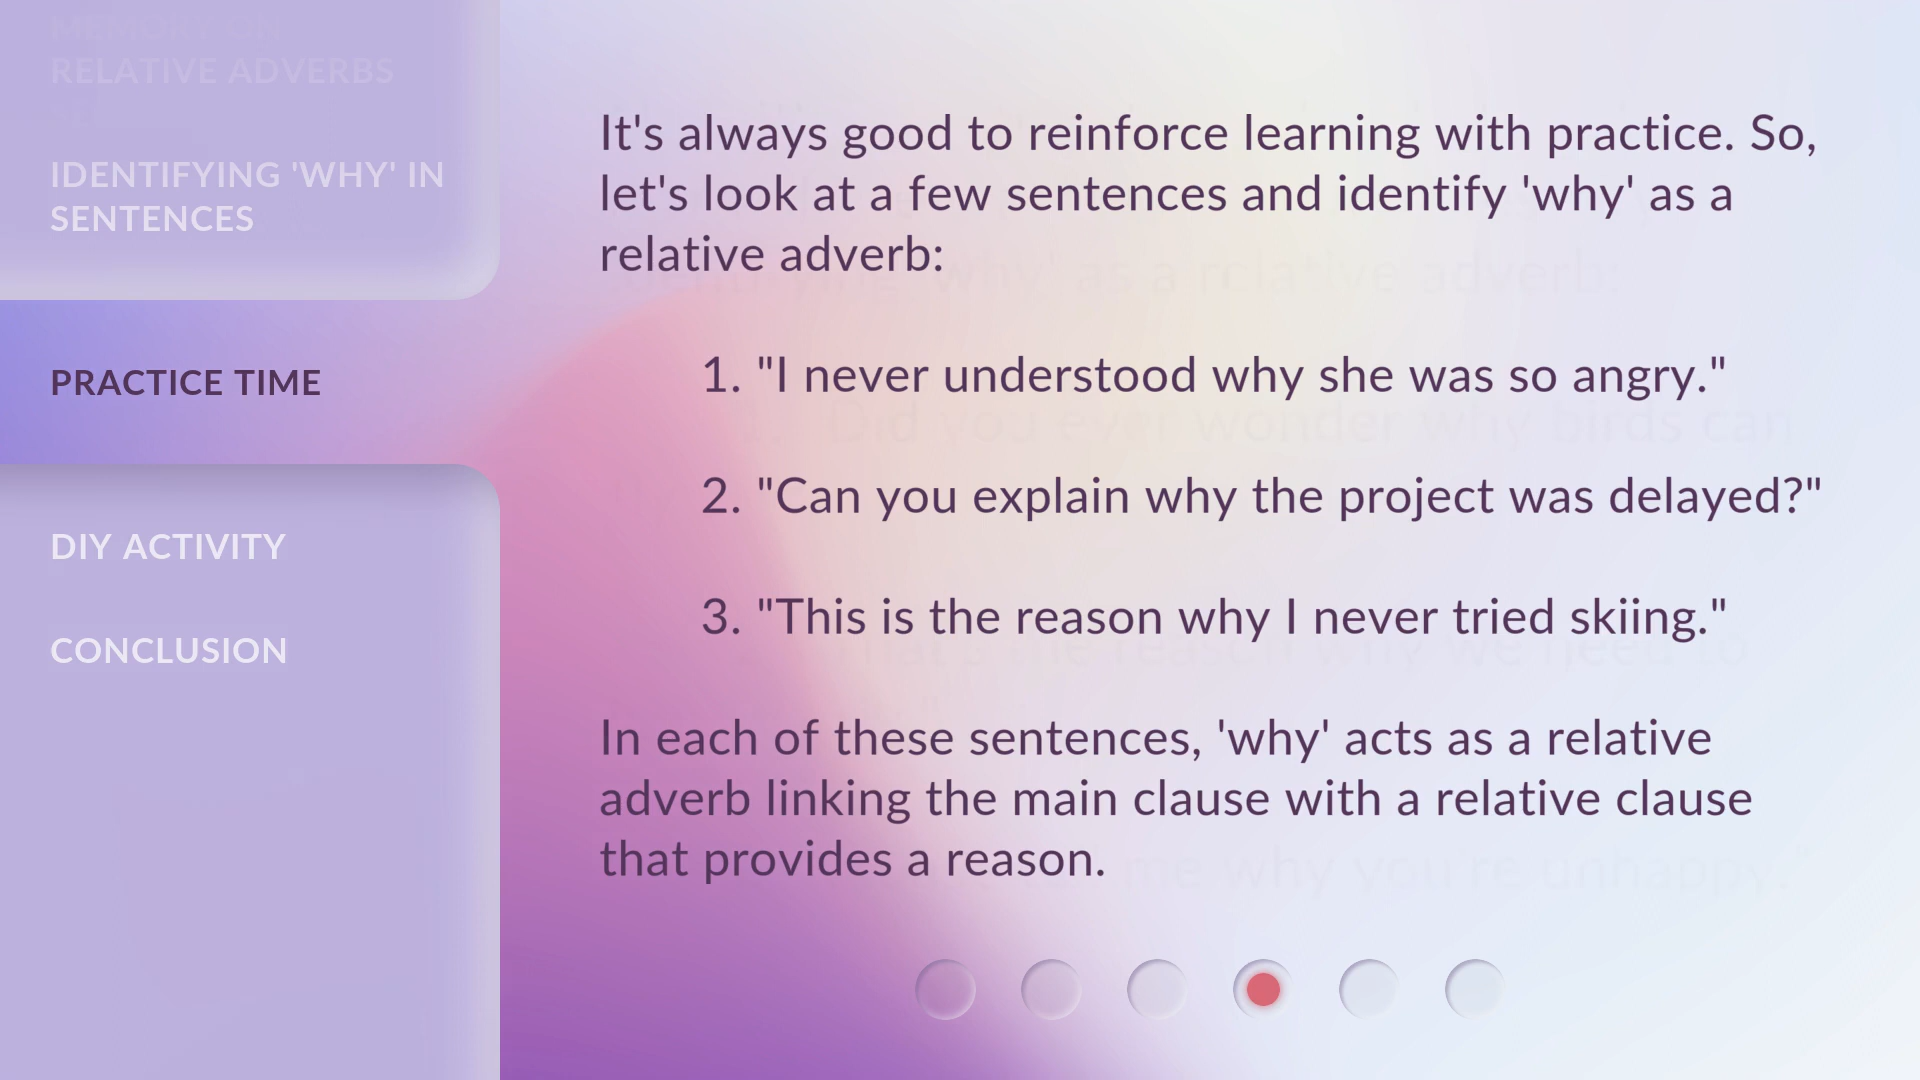 MEMORY ON
RELATIVE ADVERBS
IDENTIFYING 'WHY' IN
SENTENCES
PRACTICE TIME
DIY ACTIVITY
CONCLUSION
It's always good to reinforce learning with practice. So,
let's look at a few sentences and identify 'why' as a
relative adverb:
1. "I never understood why she was so angry."
2. "Can you explain why the project was delayed?"
3. "This is the reason why I never tried skiing."
In each of these sentences, 'why' acts as a relative
adverb linking the main clause with a relative clause
that provides a reason.